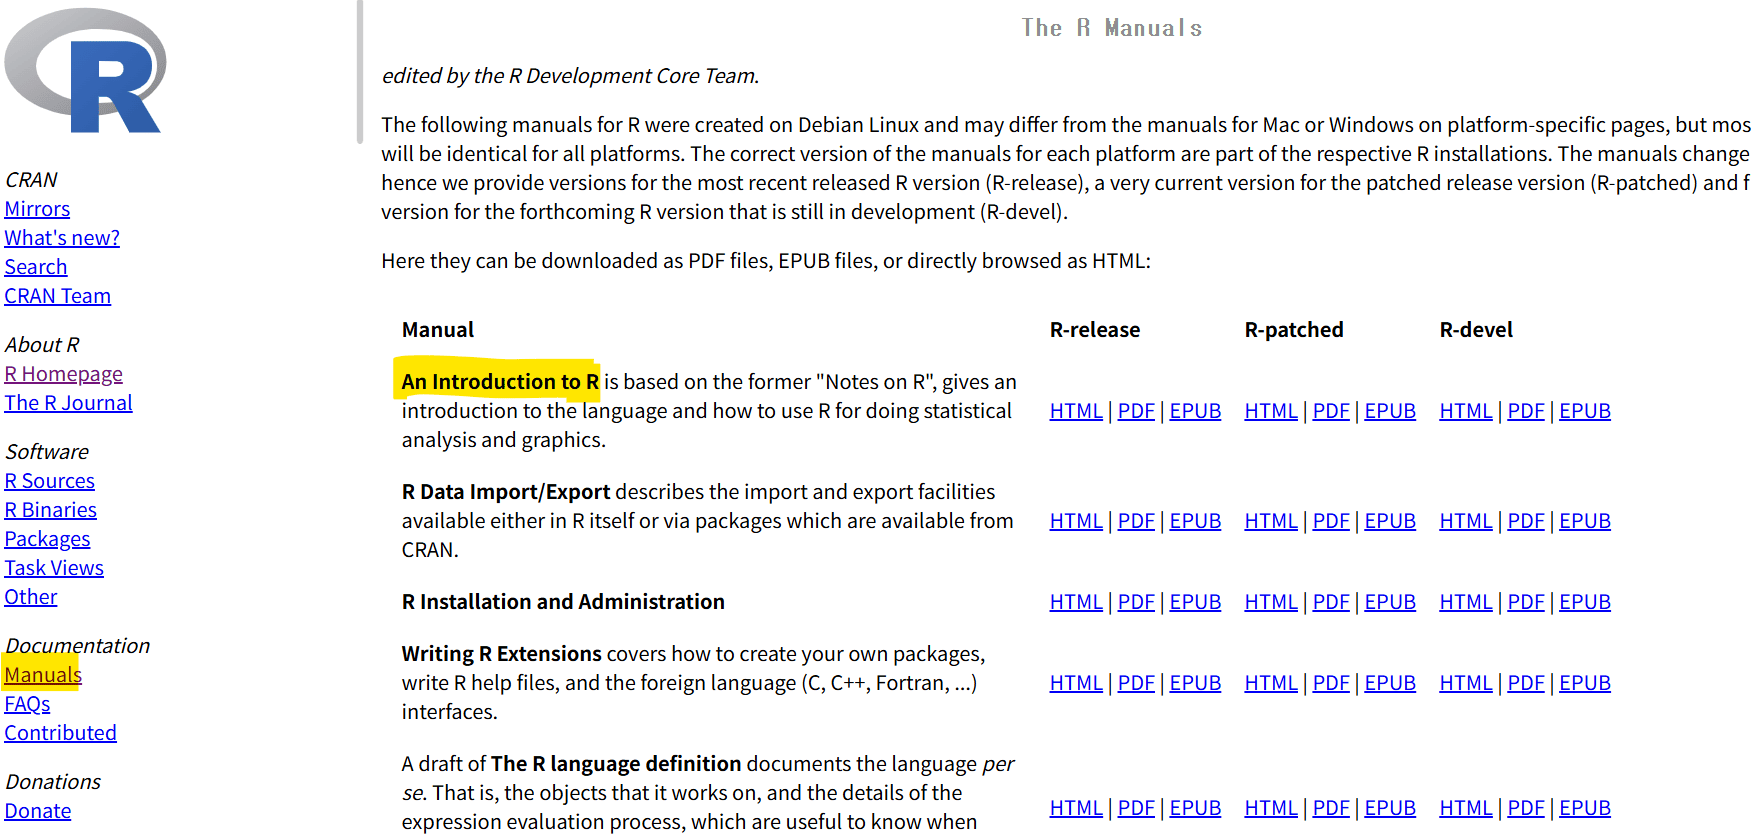 R
CRAN
Mirrors
What's new?
Search
CRAN Team
About R
R Homepage
The R Journal
Software
R Sources
R Binaries
Packages
Task Views
Other
Documentation
Manuals
FAQs
Contributed
Donations
Donate
The R Manuals
edited by the R Development Core Team.
The following manuals for R were created on Debian Linux and may differ from the manuals for Mac or Windows on platform-specific pages, but mos
will be identical for all platforms. The correct version of the manuals for each platform are part of the respective R installations. The manuals change
hence we provide versions for the most recent released R version (R-release), a very current version for the patched release version (R-patched) and f
version for the forthcoming R version that is still in development (R-devel).
Here they can be downloaded as PDF files, EPUB files, or directly browsed as HTML:
Manual R-release R-patched R-devel
An Introduction to R is based on the former "Notes on R", gives an
introduction to the language and how to use R for doing statistical
analysis and graphics.
HTML | PDF | EPUB HTML | PDF | EPUB HTML | PDF | EPUB
R Data Import/Export describes the import and export facilities
available either in R itself or via packages which are available from
CRAN.
HTML | PDF | EPUB HTML | PDF | EPUB HTML | PDF | EPUB
R Installation and Administration
HTML | PDF | EPUB HTML | PDF | EPUB HTML | PDF | EPUB
Writing R Extensions covers how to create your own packages,
write R help files, and the foreign language (C, C++, Fortran, ...)
interfaces.
HTML | PDF | EPUB HTML | PDF | EPUB HTML | PDF | EPUB
A draft of The R language definition documents the language per
se. That is, the objects that it works on, and the details of the
expression evaluation process, which are useful to know when
HTML | PDF | EPUB HTML | PDF | EPUB HTML | PDF | EPUB